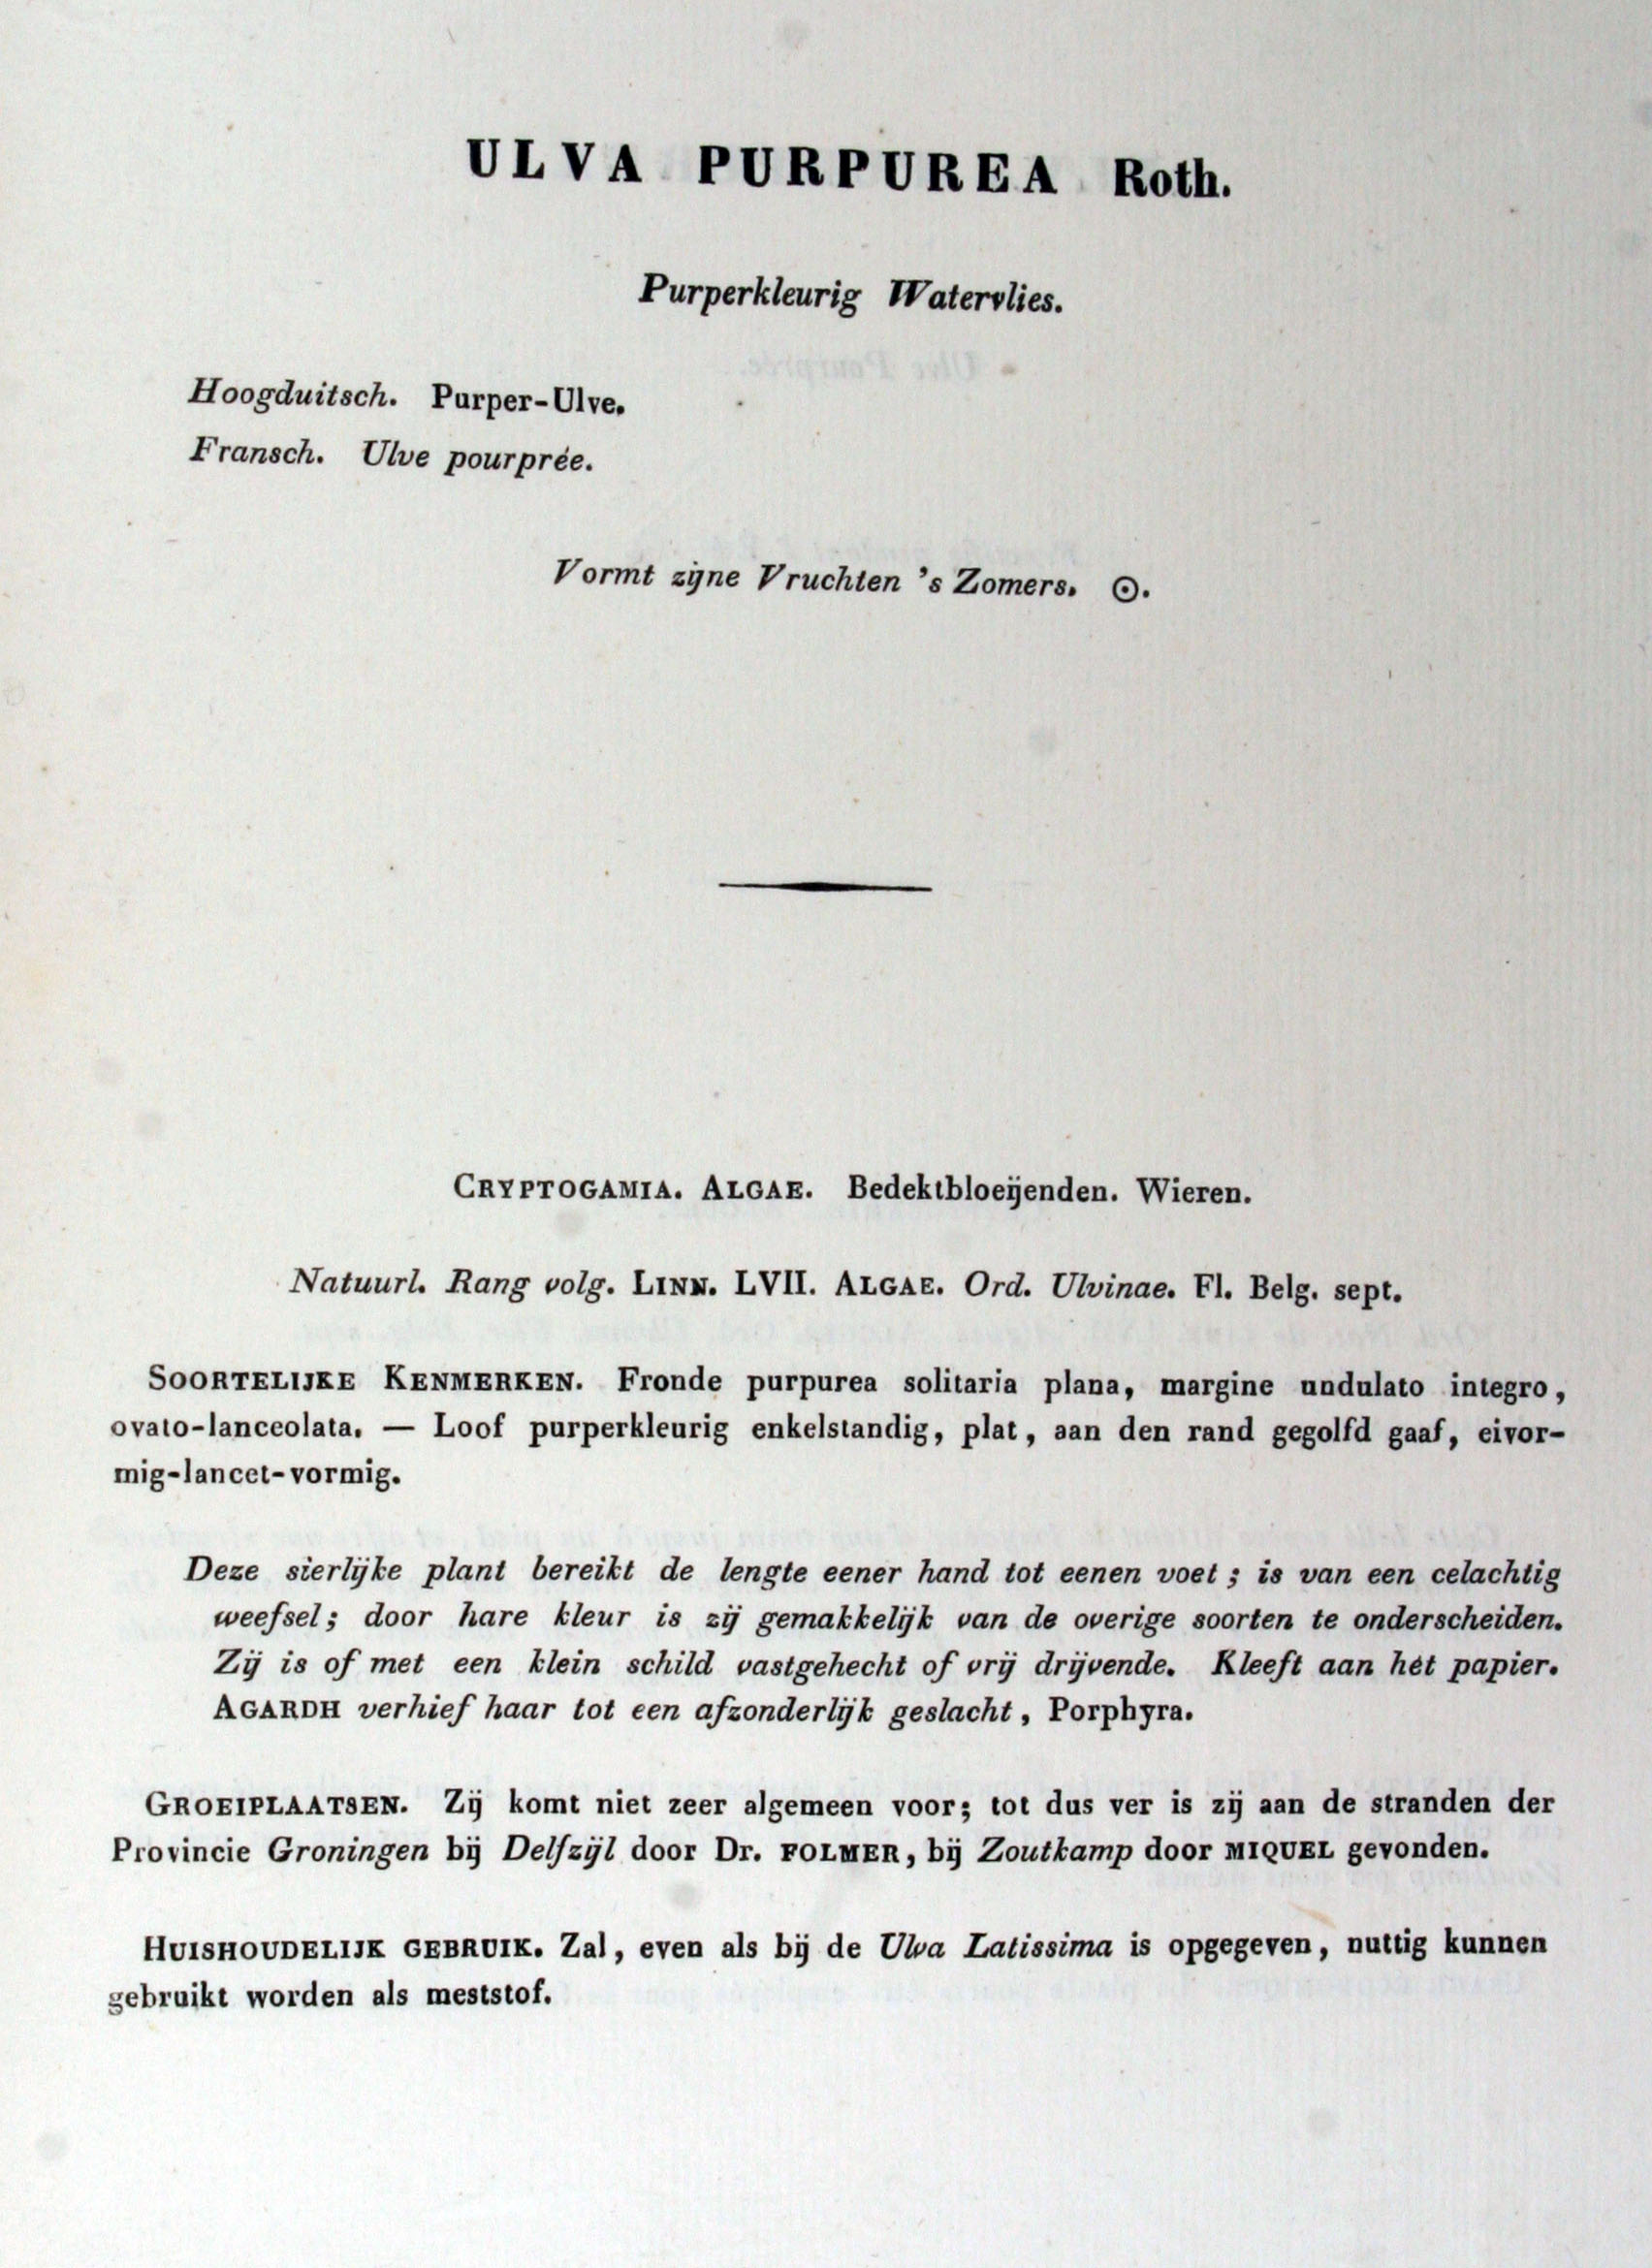 ULVA PURPUREA Roth.
Purperkleurig Watervlies.
Hoogduitsch. Purper-Ulve.
Fransch. Ulve pourprée.
Vormt zijne Vruchten 's Zomers. ⊙.
CRYPTOGAMIA. ALGAE. Bedektbloeijenden. Wieren.
Natuurl. Rang volg. LINN. LVII. ALGAE. Ord. Ulvinae. Fl. Belg. sept.
SOORTELIJKE KENMERKEN. Fronde purpurea solitaria plana, margine undulato integro,
ovato-lanceolata. — Loof purperkleurig enkelstandig, plat, aan den rand gegolfd gaaf, eivor-
mig-lancet-vormig.
Deze sierlijke plant bereikt de lengte eener hand tot eenen voet; is van een celachtig
weefsel; door hare kleur is zij gemakkelijk van de overige soorten te onderscheiden.
Zij is of met een klein schild vastgehecht of vrij drijvende. Kleeft aan het papier.
AGARDH verhief haar tot een afzonderlijk geslacht, Porphyra.
GROEIPLAATSEN. Zij komt niet zeer algemeen voor; tot dus ver is zij aan de stranden der
Provincie Groningen bij Delfzijl door Dr. FOLMER, bij Zoutkamp door MIQUEL gevonden.
HUISHOUDELIJK GEBRUIK. Zal, even als bij de Ulva Latissima is opgegeven, nuttig kunnen
gebruikt worden als meststof.